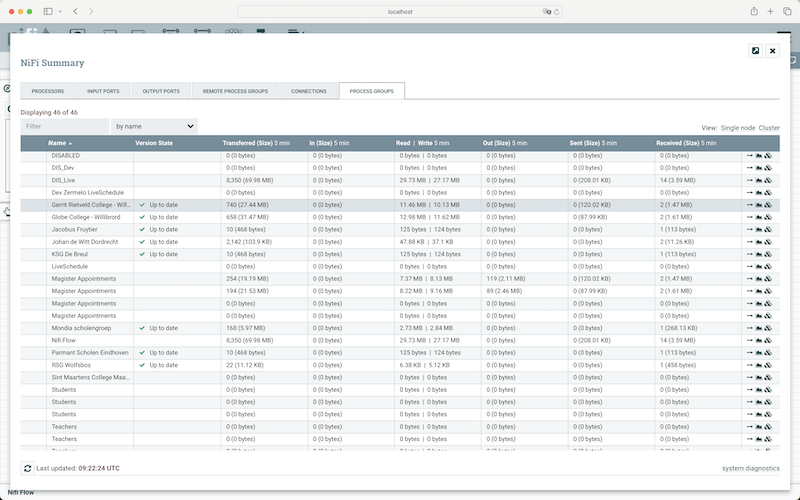 localhost
NiFi Summary
PROCESSORS INPUT PORTS OUTPUT PORTS REMOTE PROCESS GROUPS CONNECTIONS PROCESS GROUPS
Displaying 46 of 46
Filter by name
View: Single node Cluster
Name Version State Transferred (Size) 5 min In (Size) 5 min Read | Write 5 min Out (Size) 5 min Sent (Size) 5 min Received (Size) 5 min
DISABLED 0 (0 bytes) 0 (0 bytes) 0 bytes | 0 bytes 0 (0 bytes) 0 (0 bytes) 0 (0 bytes)
DIS_Dev 0 (0 bytes) 0 (0 bytes) 0 bytes | 0 bytes 0 (0 bytes) 0 (0 bytes) 0 (0 bytes)
DIS_Live 8,350 (69.98 MB) 0 (0 bytes) 29.73 MB | 27.17 MB 0 (0 bytes) 0 (208.01 KB) 14 (3.59 MB)
Dev Zermelo LiveSchedule 0 (0 bytes) 0 (0 bytes) 0 bytes | 0 bytes 0 (0 bytes) 0 (0 bytes) 0 (0 bytes)
Gerrit Rietveld College - Will... Up to date 740 (27.44 MB) 0 (0 bytes) 11.46 MB | 10.13 MB 0 (0 bytes) 0 (120.02 KB) 2 (1.47 MB)
Globe College - Willibrord Up to date 658 (31.47 MB) 0 (0 bytes) 12.98 MB | 11.62 MB 0 (0 bytes) 0 (87.99 KB) 2 (1.61 MB)
Jacobus Fruytier Up to date 10 (468 bytes) 0 (0 bytes) 125 bytes | 124 bytes 0 (0 bytes) 0 (0 bytes) 1 (113 bytes)
Johan de Witt Dordrecht Up to date 2,142 (103.9 KB) 0 (0 bytes) 47.88 KB | 37.1 KB 0 (0 bytes) 0 (0 bytes) 2 (11.26 KB)
KSG De Breul Up to date 10 (468 bytes) 0 (0 bytes) 125 bytes | 124 bytes 0 (0 bytes) 0 (0 bytes) 1 (113 bytes)
LiveSchedule 0 (0 bytes) 0 (0 bytes) 0 bytes | 0 bytes 0 (0 bytes) 0 (0 bytes) 0 (0 bytes)
Magister Appointments 254 (19.19 MB) 0 (0 bytes) 7.37 MB | 8.13 MB 119 (2.11 MB) 0 (120.02 KB) 2 (1.47 MB)
Magister Appointments 194 (21.53 MB) 0 (0 bytes) 8.22 MB | 9.16 MB 89 (2.46 MB) 0 (87.99 KB) 2 (1.61 MB)
Magister Appointments 0 (0 bytes) 0 (0 bytes) 0 bytes | 0 bytes 0 (0 bytes) 0 (0 bytes) 0 (0 bytes)
Magister Appointments 0 (0 bytes) 0 (0 bytes) 0 bytes | 0 bytes 0 (0 bytes) 0 (0 bytes) 0 (0 bytes)
Mondia scholengroep Up to date 168 (5.97 MB) 0 (0 bytes) 2.73 MB | 2.84 MB 0 (0 bytes) 0 (0 bytes) 1 (268.13 KB)
Nifi Flow 8,350 (69.98 MB) 0 (0 bytes) 29.73 MB | 27.17 MB 0 (0 bytes) 0 (208.01 KB) 14 (3.59 MB)
Parmant Scholen Eindhoven Up to date 10 (468 bytes) 0 (0 bytes) 125 bytes | 124 bytes 0 (0 bytes) 0 (0 bytes) 1 (113 bytes)
RSG Wolfsbos Up to date 22 (11.12 KB) 0 (0 bytes) 6.38 KB | 5.12 KB 0 (0 bytes) 0 (0 bytes) 1 (458 bytes)
Sint Maartens College Maa... 0 (0 bytes) 0 (0 bytes) 0 bytes | 0 bytes 0 (0 bytes) 0 (0 bytes) 0 (0 bytes)
Students 0 (0 bytes) 0 (0 bytes) 0 bytes | 0 bytes 0 (0 bytes) 0 (0 bytes) 0 (0 bytes)
Students 0 (0 bytes) 0 (0 bytes) 0 bytes | 0 bytes 0 (0 bytes) 0 (0 bytes) 0 (0 bytes)
Students 0 (0 bytes) 0 (0 bytes) 0 bytes | 0 bytes 0 (0 bytes) 0 (0 bytes) 0 (0 bytes)
Teachers 0 (0 bytes) 0 (0 bytes) 0 bytes | 0 bytes 0 (0 bytes) 0 (0 bytes) 0 (0 bytes)
Teachers 0 (0 bytes) 0 (0 bytes) 0 bytes | 0 bytes 0 (0 bytes) 0 (0 bytes) 0 (0 bytes)
Last updated: 09:22:24 UTC system diagnostics
Nifi Flow